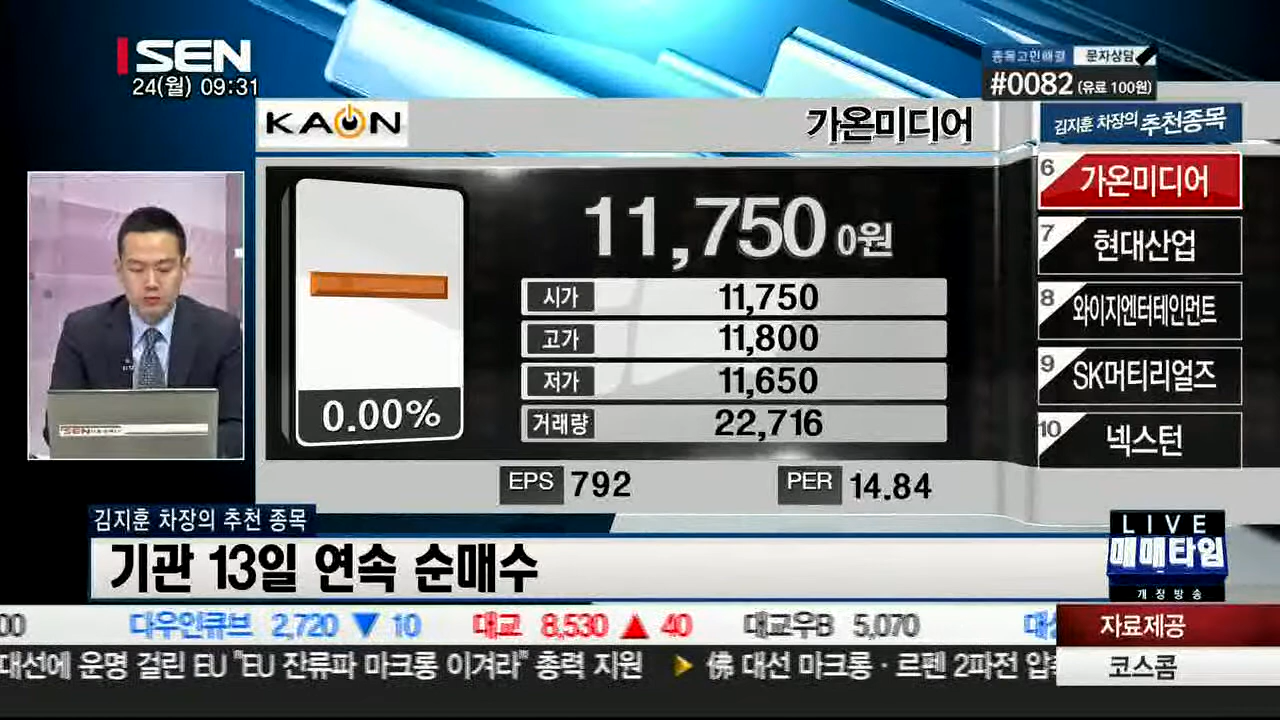 SEN
24(월) 09:31
종목고민해결 문자상담
#0082 (유료 100원)
KAON
가온미디어
김지훈 차장의 추천종목
6 가온미디어
7 현대산업
8 와이지엔터테인먼트
9 SK머티리얼즈
10 넥스턴
11,750 0원
시가 11,750
고가 11,800
저가 11,650
거래량 22,716
0.00%
EPS 792
PER 14.84
SEN
김지훈 차장의 추천 종목
기관 13일 연속 순매수
LIVE
매매타임
개장방송
00 다우인큐브 2,720 ▼ 10 대교 8,530 ▲ 40 대교우B 5,070
자료제공
대선에 운명 걸린 EU "EU 잔류파 마크롱 이겨라" 총력 지원 ▶ 佛 대선 마크롱·르펜 2파전
코스콤